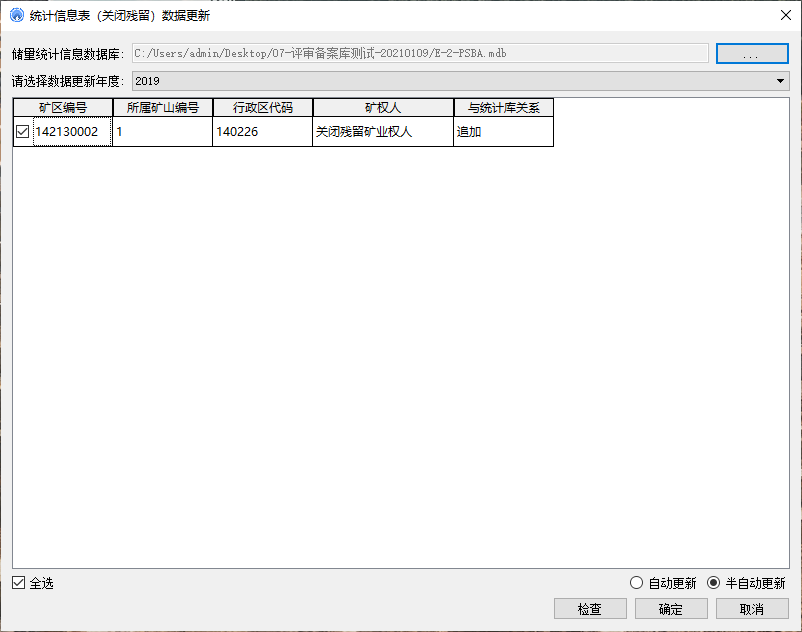 统计信息表（关闭残留）数据更新
储量统计信息数据库: C:/Users/admin/Desktop/07-评审备案库测试-20210109/E-2-PSBA.mdb ...
请选择数据更新年度: 2019
矿区编号 所属矿山编号 行政区代码 矿权人 与统计库关系
142130002 1 140226 关闭残留矿业权人 追加
全选 自动更新 半自动更新
检查 确定 取消